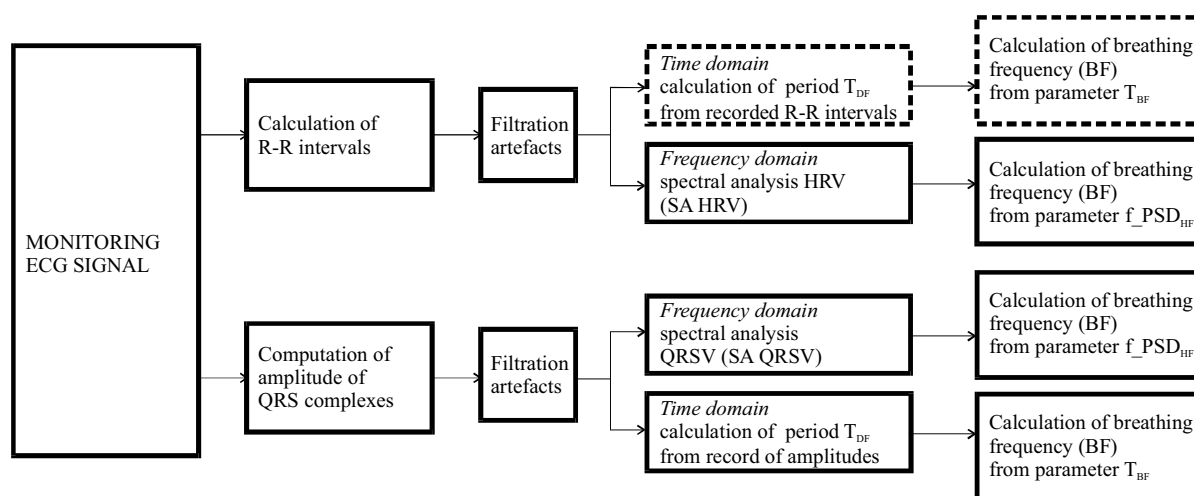 MONITORING
ECG SIGNAL
Calculation of
R-R intervals
Filtration
artefacts
Time domain
calculation of period T_DF
from recorded R-R intervals
Calculation of breathing
frequency (BF)
from parameter T_BF
Frequency domain
spectral analysis HRV
(SA HRV)
Calculation of breathing
frequency (BF)
from parameter f_PSD_HF
Computation of
amplitude of
QRS complexes
Filtration
artefacts
Frequency domain
spectral analysis
QRSV (SA QRSV)
Calculation of breathing
frequency (BF)
from parameter f_PSD_HF
Time domain
calculation of period T_DF
from record of amplitudes
Calculation of breathing
frequency (BF)
from parameter T_BF